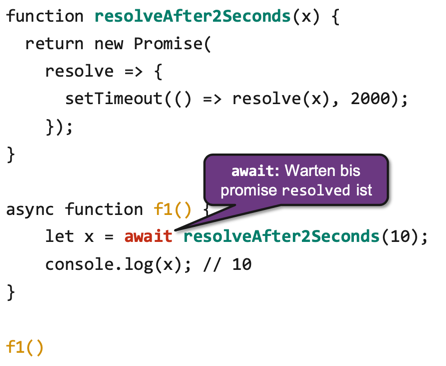 function resolveAfter2Seconds(x) {
  return new Promise(
    resolve => {
      setTimeout(() => resolve(x), 2000);
    });
}
await: Warten bis
promise resolved ist
async function f1() {
    let x = await resolveAfter2Seconds(10);
    console.log(x); // 10
}
f1()